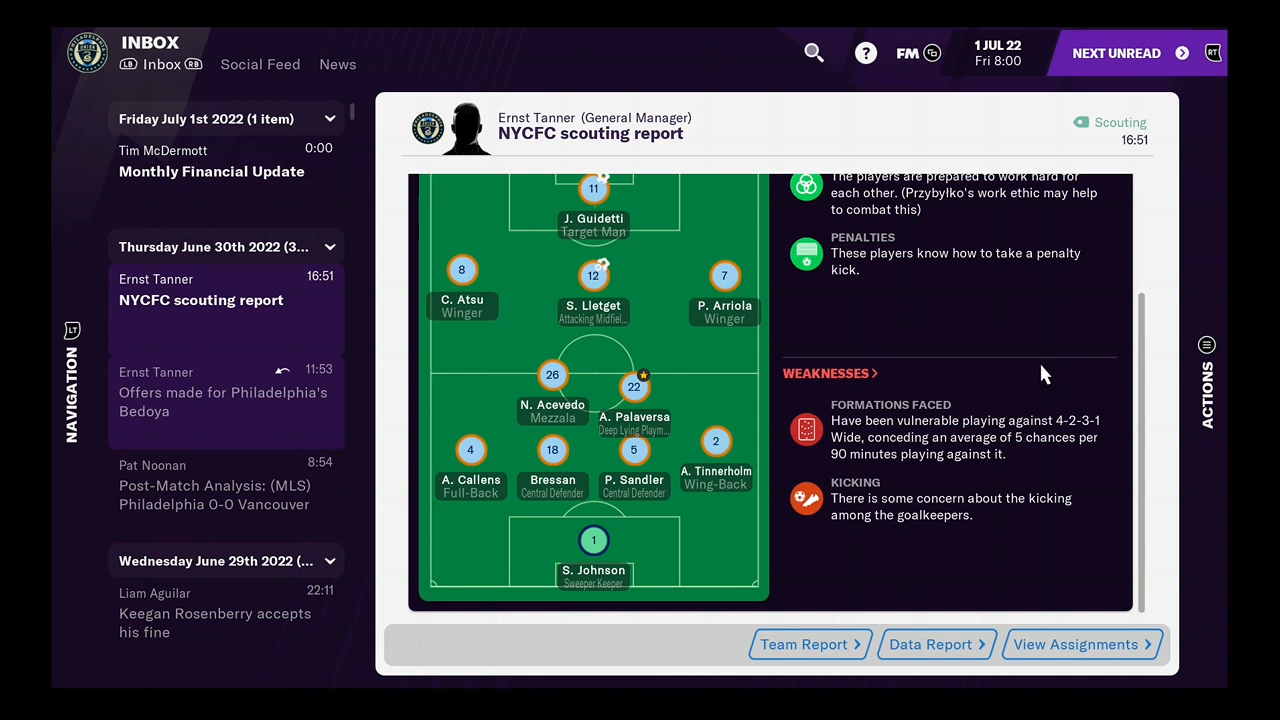 INBOX
LB Inbox RB Social Feed News
?
FM
1 JUL 22
Fri 8:00
NEXT UNREAD
RT
Friday July 1st 2022 (1 item)
Tim McDermott 0:00
Monthly Financial Update
Thursday June 30th 2022 (3...
Ernst Tanner 16:51
NYCFC scouting report
Ernst Tanner 11:53
Offers made for Philadelphia's
Bedoya
Pat Noonan 8:54
Post-Match Analysis: (MLS)
Philadelphia 0-0 Vancouver
Wednesday June 29th 2022 (...
Liam Aguilar 22:11
Keegan Rosenberry accepts
his fine
LT
NAVIGATION
Ernst Tanner (General Manager)
NYCFC scouting report
Scouting
16:51
11
J. Guidetti
Target Man
8
C. Atsu
Winger
12
S. Lletget
Attacking Midfiel...
7
P. Arriola
Winger
26
N. Acevedo
Mezzala
22
A. Palaversa
Deep Lying Playm...
4
A. Callens
Full-Back
18
Bressan
Central Defender
5
P. Sandler
Central Defender
2
A. Tinnerholm
Wing-Back
1
S. Johnson
Sweeper Keeper
The players are prepared to work hard for
each other. (Przybyłko's work ethic may help
to combat this)
PENALTIES
These players know how to take a penalty
kick.
WEAKNESSES
FORMATIONS FACED
Have been vulnerable playing against 4-2-3-1
Wide, conceding an average of 5 chances per
90 minutes playing against it.
KICKING
There is some concern about the kicking
among the goalkeepers.
Team Report
Data Report
View Assignments
ACTIONS